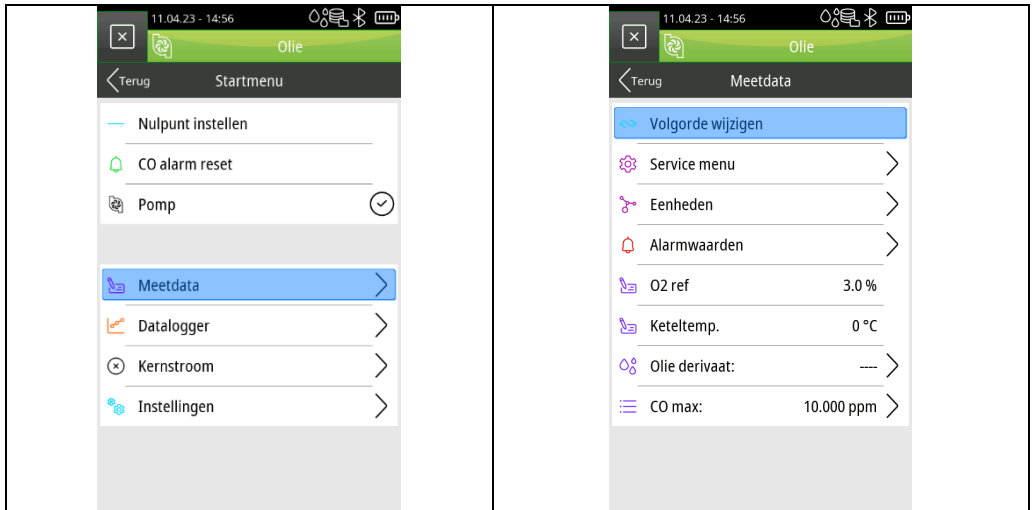 11.04.23 - 14:56
Olie
Terug Startmenu
Nulpunt instellen
CO alarm reset
Pomp
Meetdata
Datalogger
Kernstroom
Instellingen
11.04.23 - 14:56
Olie
Terug Meetdata
Volgorde wijzigen
Service menu
Eenheden
Alarmwaarden
O2 ref 3.0 %
Keteltemp. 0 °C
Olie derivaat: ----
CO max: 10.000 ppm